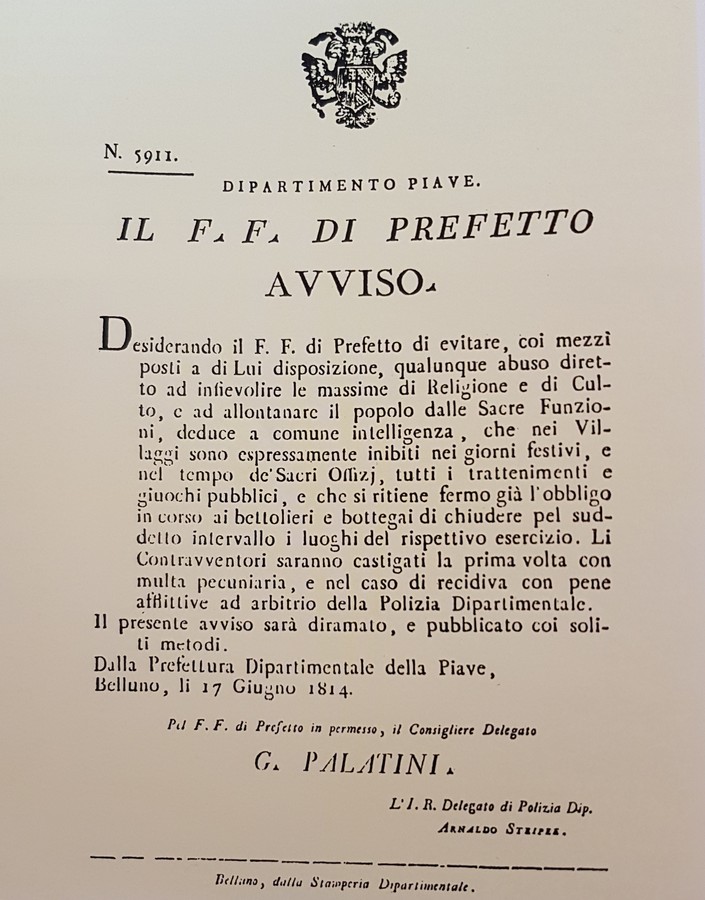 N. 5911.
DIPARTIMENTO PIAVE.
IL F. F. DI PREFETTO
AVVISO.
Desiderando il F. F. di Prefetto di evitare, coi mezzi
posti a di Lui disposizione, qualunque abuso diret-
to ad infievolire le massime di Religione e di Cul-
to, e ad allontanare il popolo dalle Sacre Funzio-
ni, deduce a comune intelligenza, che nei Vil-
laggi sono espressamente inibiti nei giorni festivi, e
nel tempo de' Sacri Offizj, tutti i trattenimenti e
giuochi pubblici, e che si ritiene fermo già l'obbligo
in corso ai bettolieri e bottegai di chiudere pel sud-
detto intervallo i luoghi del rispettivo esercizio. Li
Contravventori saranno castigati la prima volta con
multa pecuniaria, e nel caso di recidiva con pene
afflittive ad arbitrio della Polizia Dipartimentale.
Il presente avviso sarà diramato, e pubblicato coi soli-
ti metodi.
Dalla Prefettura Dipartimentale della Piave,
Belluno, li 17 Giugno 1814.
Pel F. F. di Prefetto in permesso, il Consigliere Delegato
G. PALATINI.
L'I. R. Delegato di Polizia Dip.
ARNALDO
Belluno, dalla Stamperia Dipartimentale.